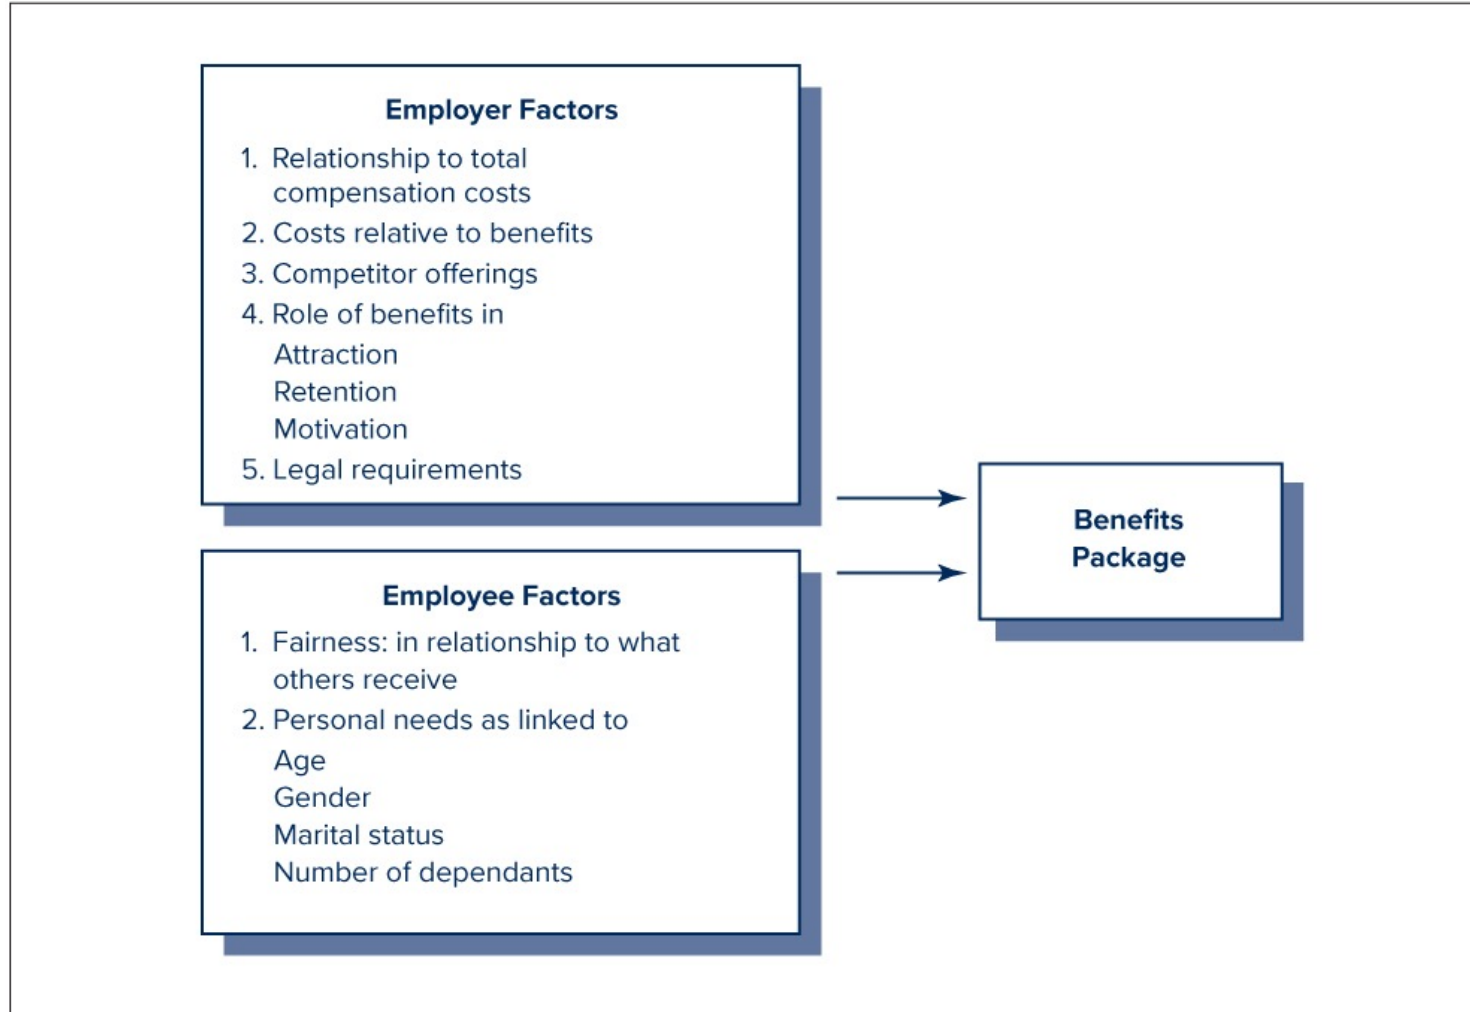 Employer Factors
1. Relationship to total
compensation costs
2. Costs relative to benefits
3. Competitor offerings
4. Role of benefits in
Attraction
Retention
Motivation
5. Legal requirements
Employee Factors
1. Fairness: in relationship to what
others receive
2. Personal needs as linked to
Age
Gender
Marital status
Number of dependants
Benefits
Package